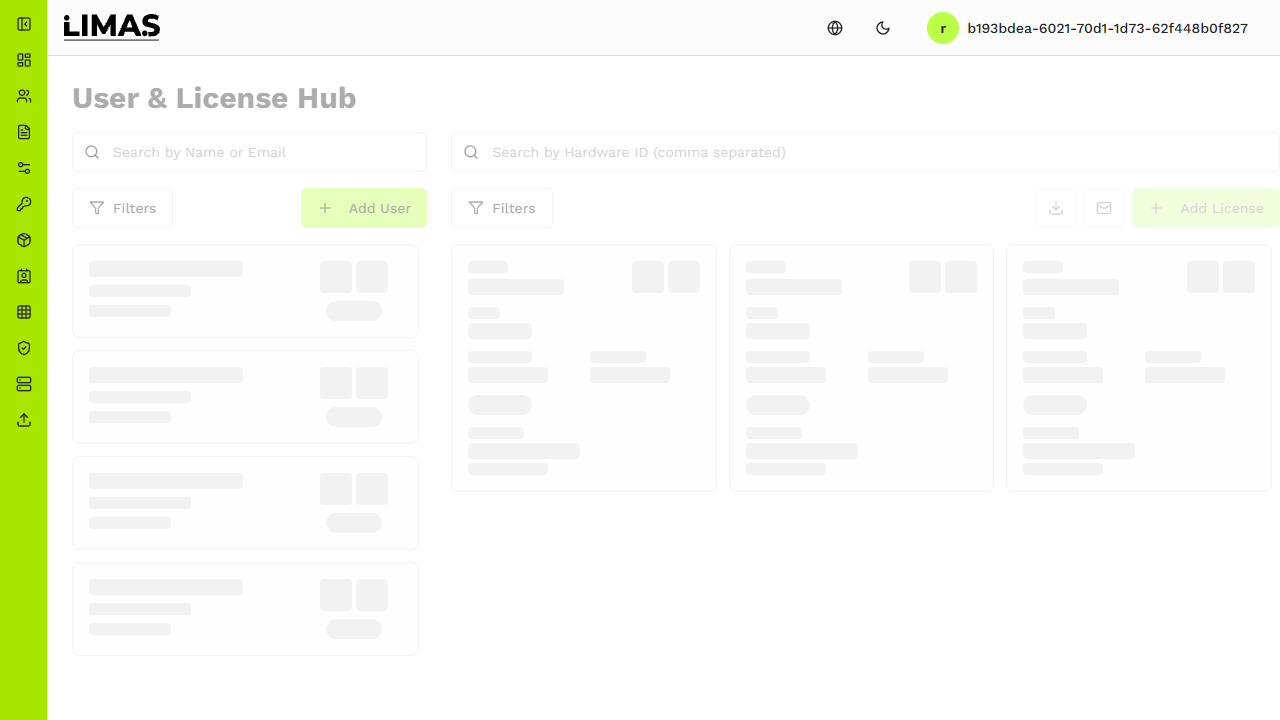 LIMAS
r
b193bdea-6021-70d1-1d73-62f448b0f827
User & License Hub
Search by Name or Email
Search by Hardware ID (comma separated)
Filters
Add User
Filters
Add License